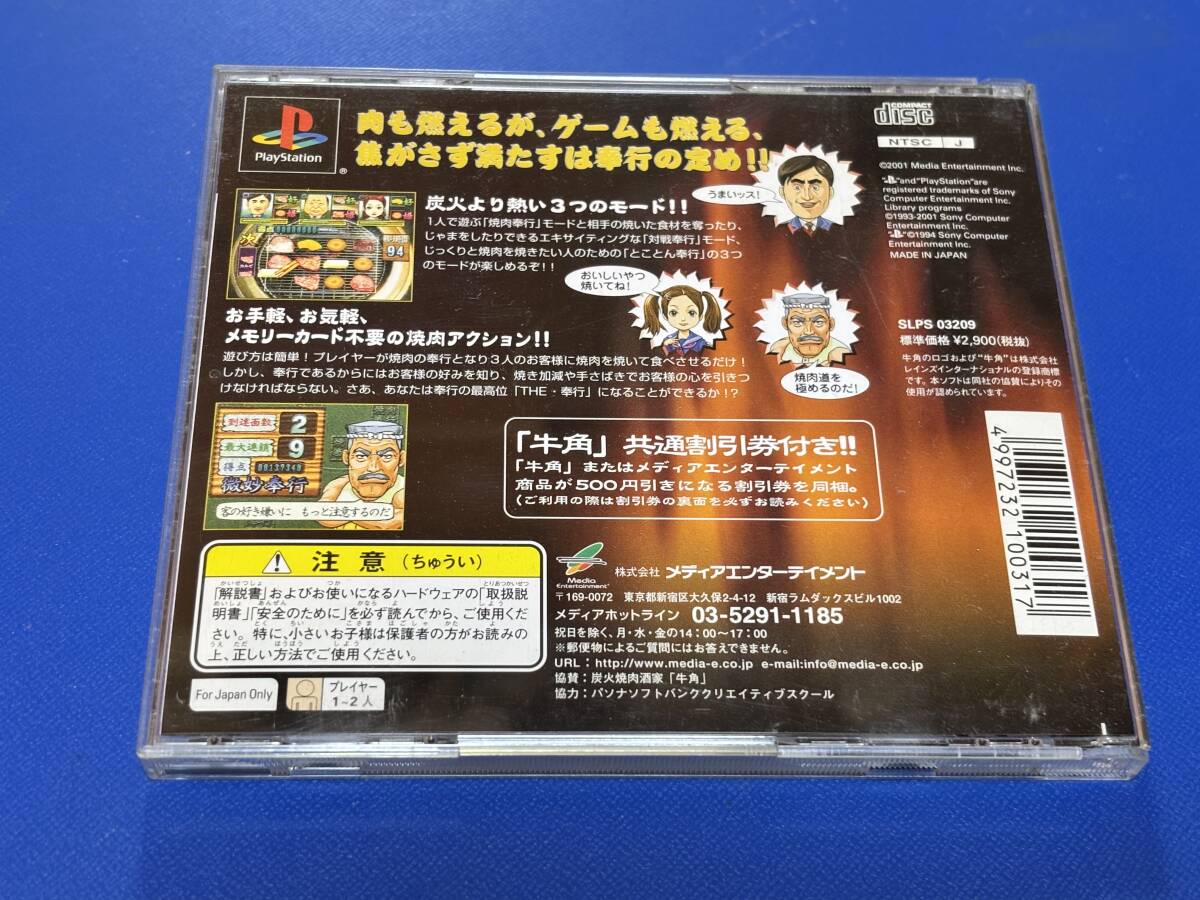 PlayStation
®
肉も燃えるが、ゲームも燃える、
焦がさず満たすは奉行の定め!!
うまいッス!
炭火より熱い3つのモード!!
1人で遊ぶ「焼肉奉行」モードと相手の焼いた食材を奪ったり、
じゃまをしたりできるエキサイティングな「対戦奉行」モード、
じっくりと焼肉を焼きたい人のための「とことん奉行」の3つ
のモードが楽しめるぞ!!
94
おいしいやつ
焼いてね!
お手軽、お気軽、
メモリーカード不要の焼肉アクション!!
遊び方は簡単!プレイヤーが焼肉の奉行となり3人のお客様に焼肉を焼いて食べさせるだけ!
しかし、奉行であるからにはお客様の好みを知り、焼き加減や手さばきでお客様の心を引きつ
けなければならない。さあ、あなたは奉行の最高位「THE・奉行」になることができるか!?
焼肉道を
極めるのだ!
到達面数 2
最大連鎖 9
得点 00137340
微妙奉行
客の好き嫌いに もっと注意するのだ
「牛角」共通割引券付き!!
「牛角」またはメディアエンターテイメント
商品が500円引きになる割引券を同梱。
(ご利用の際は割引券の裏面を必ずお読みください)
注意(ちゅうい)
「解説書」およびお使いになるハードウェアの「取扱説
明書」「安全のために」を必ず読んでから、ご使用くだ
さい。特に、小さいお子様は保護者の方がお読みの
上、正しい方法でご使用ください。
For Japan Only
プレイヤー
1~2人
Media
Entertainment
株式会社 メディアエンターテイメント
〒169-0072 東京都新宿区大久保2-4-12 新宿ラムダックスビル1002
メディアホットライン 03-5291-1185
祝日を除く、月・水・金の14:00~17:00
※郵便物によるご質問にはお答えできません。
URL:http://www.media-e.co.jp e-mail:info@media-e.co.jp
協賛:炭火焼肉酒家「牛角」
協力:パソナソフトバンククリエイティブスクール
COMPACT
disc
NTSC J
©2001 Media Entertainment Inc.
"and"PlayStation"are
registered trademarks of Sony
Computer Entertainment Inc.
Library programs
©1993-2001 Sony Computer
Entertainment Inc.
"©1994 Sony Computer
Entertainment Inc.
MADE IN JAPAN
SLPS 03209
標準価格 ¥2,900(税抜)
牛角のロゴおよび"牛角"は株式会社
レインズインターナショナルの登録商標
です。本ソフトは同社の協賛によりその
使用が認められています。
4997232100317